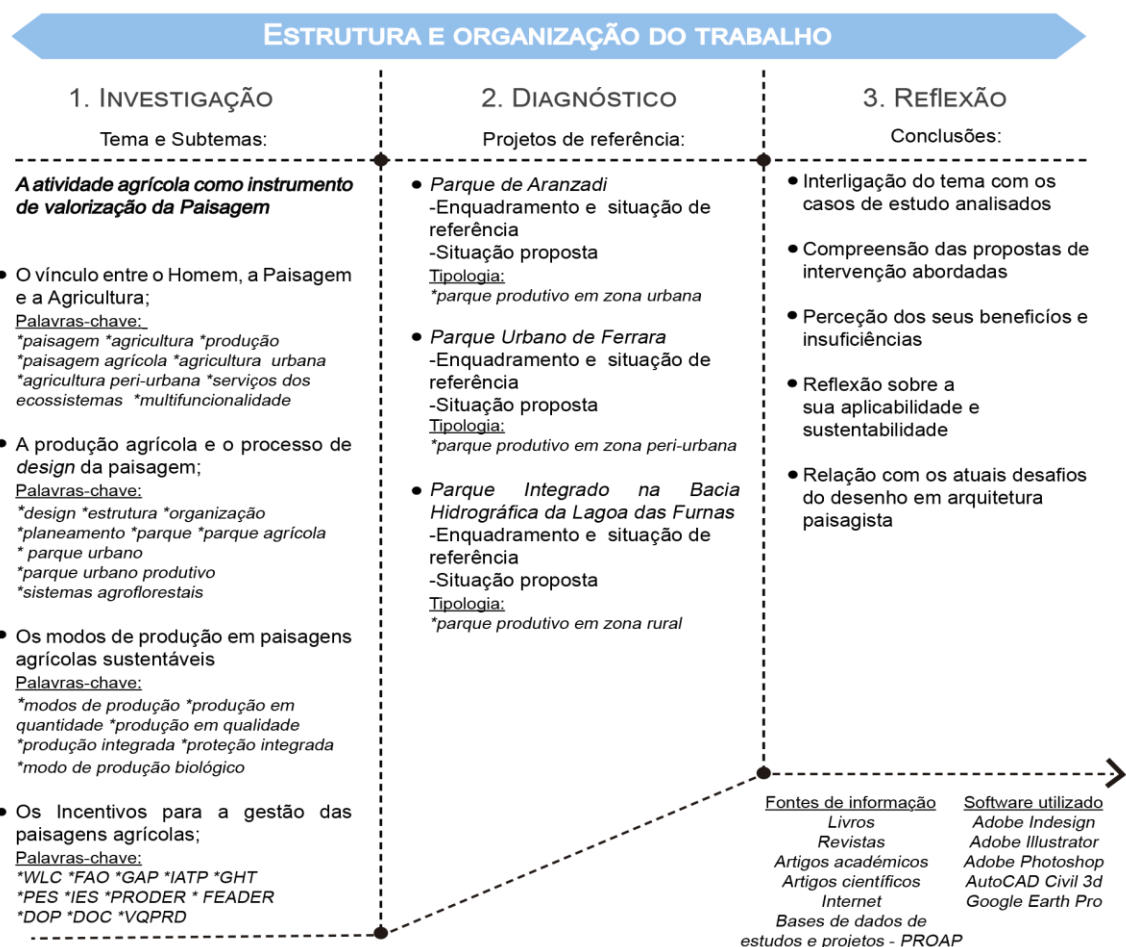 ESTRUTURA E ORGANIZAÇÃO DO TRABALHO
1. INVESTIGAÇÃO
Tema e Subtemas:
A atividade agrícola como instrumento
de valorização da Paisagem
• O vínculo entre o Homem, a Paisagem
e a Agricultura;
Palavras-chave:
*paisagem *agricultura *produção
*paisagem agrícola *agricultura urbana
*agricultura peri-urbana *serviços dos
ecossistemas *multifuncionalidade
• A produção agrícola e o processo de
design da paisagem;
Palavras-chave:
*design *estrutura *organização
*planeamento *parque *parque agrícola
* parque urbano
*parque urbano produtivo
*sistemas agroflorestais
• Os modos de produção em paisagens
agrícolas sustentáveis
Palavras-chave:
*modos de produção *produção em
quantidade *produção em qualidade
*produção integrada *proteção integrada
*modo de produção biológico
• Os Incentivos para a gestão das
paisagens agrícolas;
Palavras-chave:
*WLC *FAO *GAP *IATP *GHT
*PES *IES *PRODER * FEADER
*DOP *DOC *VQPRD
2. DIAGNÓSTICO
Projetos de referência:
• Parque de Aranzadi
-Enquadramento e situação de
referência
-Situação proposta
Tipologia:
*parque produtivo em zona urbana
• Parque Urbano de Ferrara
-Enquadramento e situação de
referência
-Situação proposta
Tipologia:
*parque produtivo em zona peri-urbana
• Parque Integrado na Bacia
Hidrográfica da Lagoa das Furnas
-Enquadramento e situação de
referência
-Situação proposta
Tipologia:
*parque produtivo em zona rural
3. REflEXÃO
Conclusões:
• Interligação do tema com os
casos de estudo analisados
• Compreensão das propostas de
intervenção abordadas
• Perceção dos seus benefícios e
insuficiências
• Reflexão sobre a
sua aplicabilidade e
sustentabilidade
• Relação com os atuais desafios
do desenho em arquitetura
paisagista
Fontes de informação
Livros
Revistas
Artigos académicos
Artigos científicos
Internet
Bases de dados de
estudos e projetos - PROAP
Software utilizado
Adobe Indesign
Adobe Illustrator
Adobe Photoshop
AutoCAD Civil 3d
Google Earth Pro